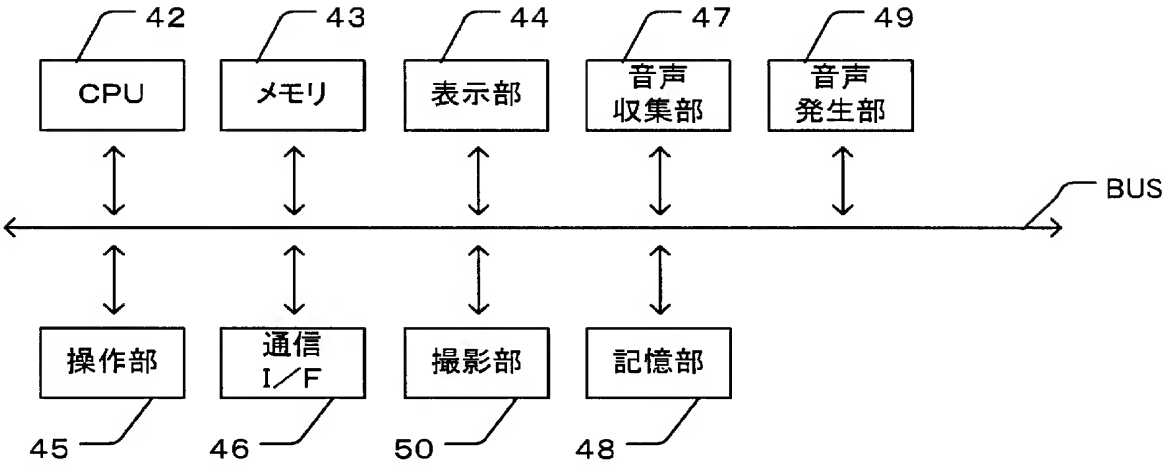 42
43
44
47
49
CPU
メモリ
表示部
音声
収集部
音声
発生部
BUS
操作部
通信
I／F
撮影部
記憶部
45
46
50
48